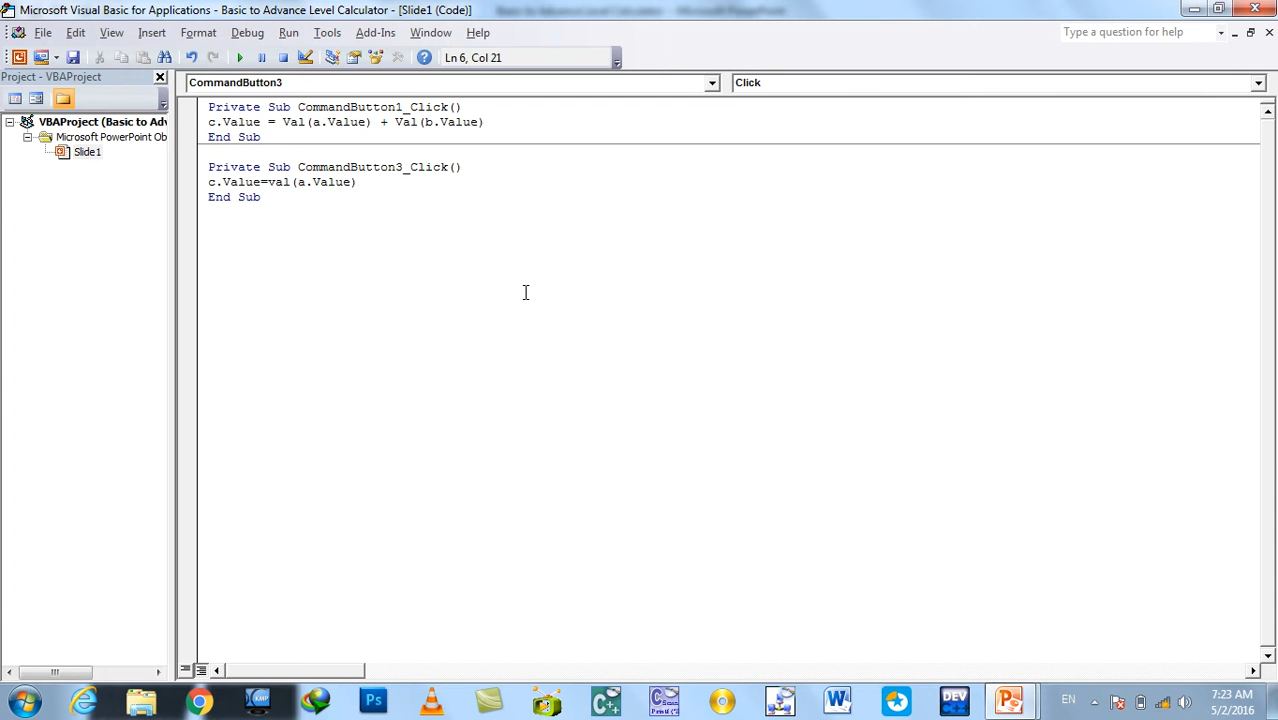 Microsoft Visual Basic for Applications - Basic to Advance Level Calculator - [Slide1 (Code)]
File Edit View Insert Format Debug Run Tools Add-Ins Window Help
Type a question for help
Ln 6, Col 21
Project - VBAProject
CommandButton3
Click
VBAProject (Basic to Adv
Microsoft PowerPoint Ob
Slide1
Private Sub CommandButton1_Click()
c.Value = Val(a.Value) + Val(b.Value)
End Sub
Private Sub CommandButton3_Click()
c.Value=val(a.Value)
End Sub
EN
7:23 AM
5/2/2016